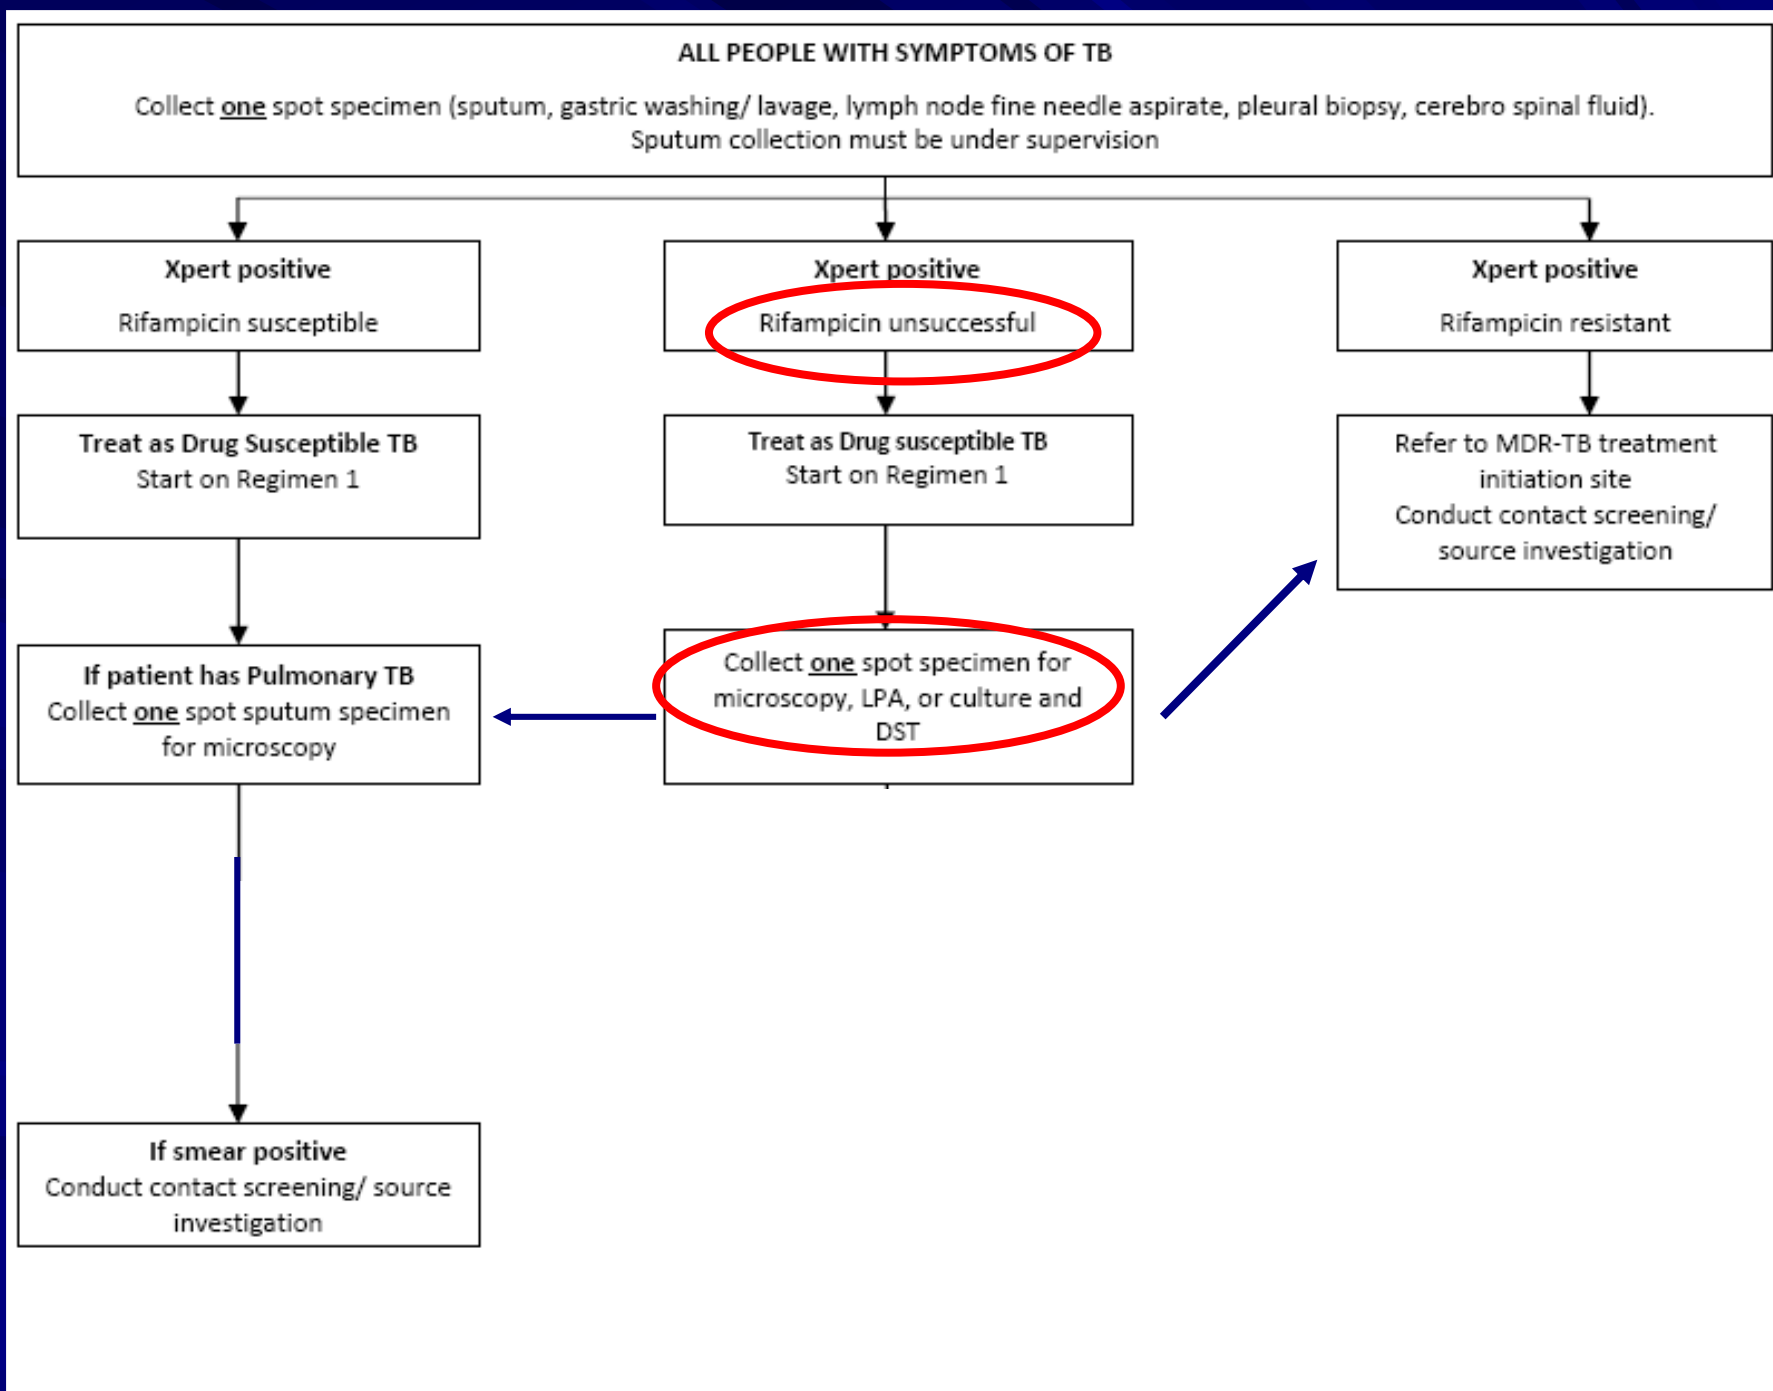 ALL PEOPLE WITH SYMPTOMS OF TB
Collect one spot specimen (sputum, gastric washing/ lavage, lymph node fine needle aspirate, pleural biopsy, cerebro spinal fluid).
Sputum collection must be under supervision
Xpert positive
Rifampicin susceptible
Xpert positive
Rifampicin unsuccessful
Xpert positive
Rifampicin resistant
Treat as Drug Susceptible TB
Start on Regimen 1
Treat as Drug susceptible TB
Start on Regimen 1
Refer to MDR-TB treatment
initiation site
Conduct contact screening/
source investigation
If patient has Pulmonary TB
Collect one spot sputum specimen
for microscopy
Collect one spot specimen for
microscopy, LPA, or culture and
DST
If smear positive
Conduct contact screening/ source
investigation